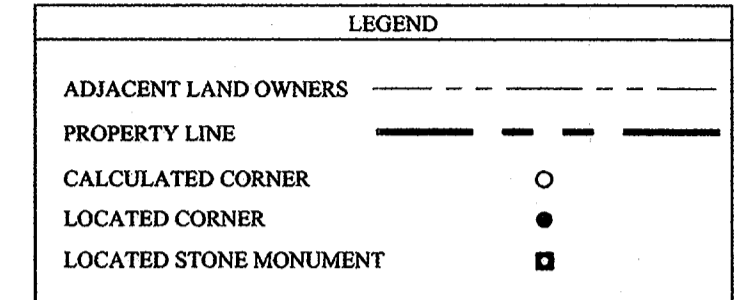 LEGEND
ADJACENT LAND OWNERS
PROPERTY LINE
CALCULATED CORNER
LOCATED CORNER
LOCATED STONE MONUMENT